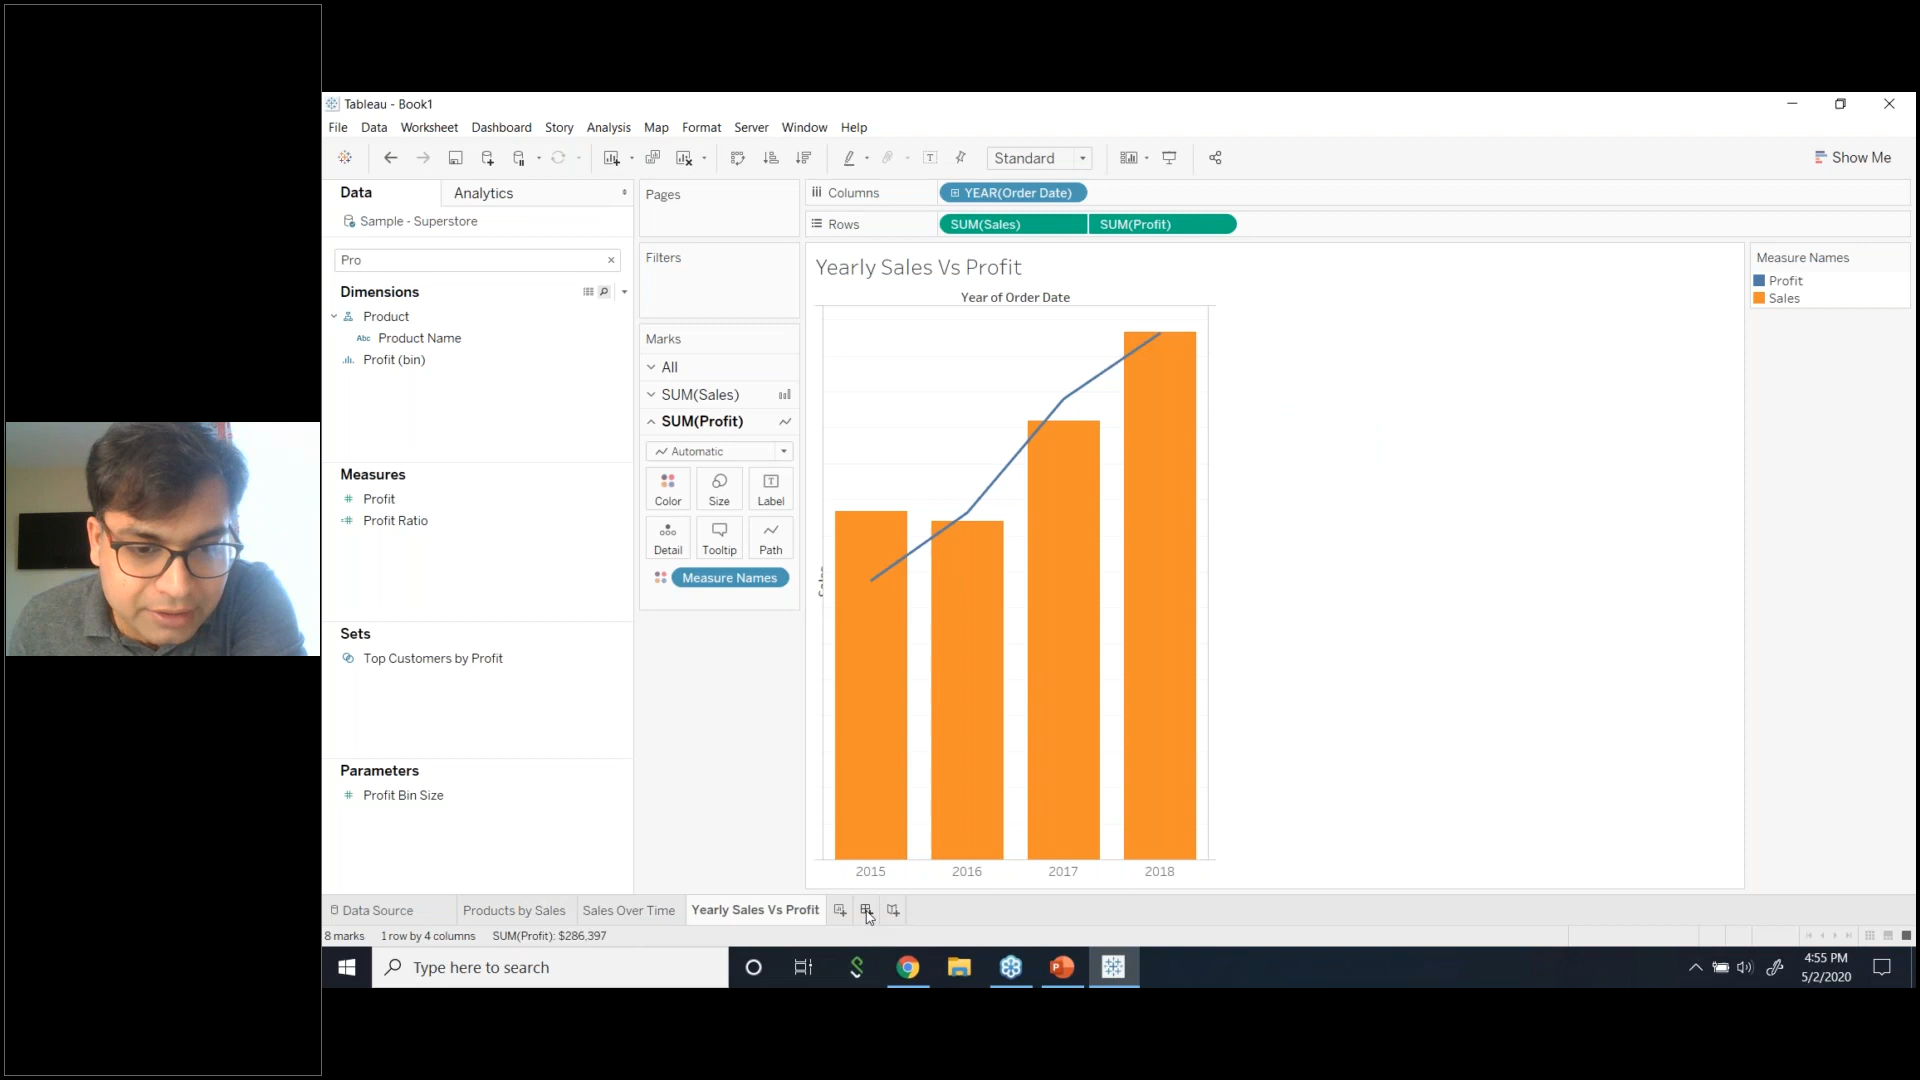 Tableau - Book1
File Data Worksheet Dashboard Story Analysis Map Format Server Window Help
Standard
Show Me
Data
Analytics
Sample - Superstore
Pro
Dimensions
Product
Abc Product Name
Profit (bin)
Measures
Profit
Profit Ratio
Sets
Top Customers by Profit
Parameters
Profit Bin Size
Pages
Filters
Marks
All
SUM(Sales)
SUM(Profit)
Automatic
Color Size Label
Detail Tooltip Path
Measure Names
Columns YEAR(Order Date)
Rows SUM(Sales) SUM(Profit)
Yearly Sales Vs Profit
Year of Order Date
Sales
2015 2016 2017 2018
Measure Names
Profit
Sales
Data Source Products by Sales Sales Over Time Yearly Sales Vs Profit
8 marks 1 row by 4 columns SUM(Profit): $286,397
Type here to search
4:55 PM
5/2/2020